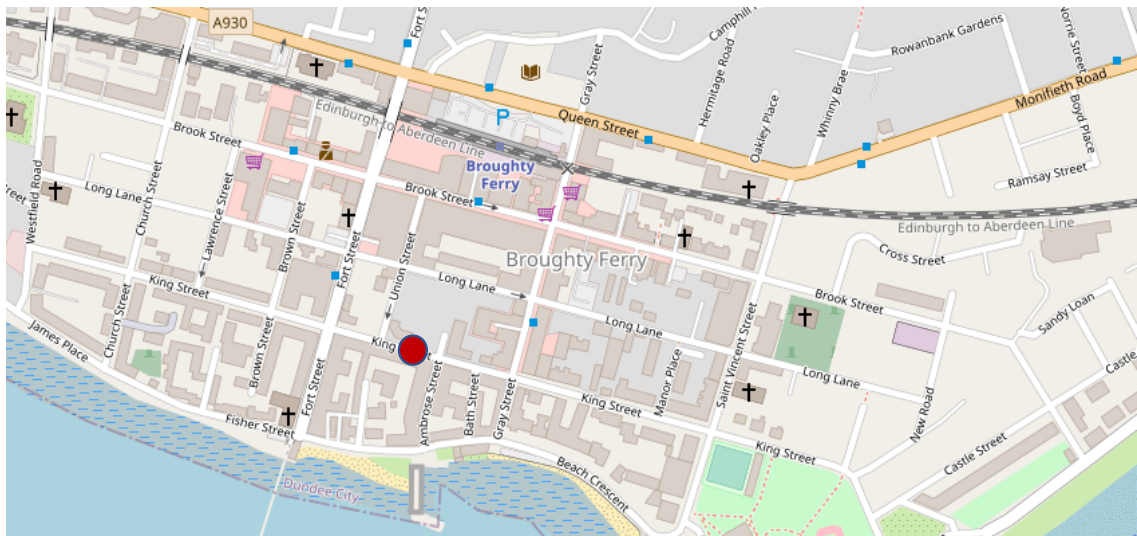 A930
Fort St
Camphill
Rowanbank Gardens
Norrie Street
Gray Street
Hermitage Road
Whinny Brae
Monifieth Road
P
Queen Street
Oakley Place
Boyd Place
Edinburgh to Aberdeen Line
Brook Street
Broughty
Ferry
Ramsay Street
Westfield Road
Long Lane
Church Street
Lawrence Street
Brown Street
Fort Street
Brook Street
Union Street
Edinburgh to Aberdeen Line
Cross Street
Broughty Ferry
King Street
Long Lane
Long Lane
Saint Vincent Street
Brook Street
Sandy Loan
James Place
Church Street
Brown Street
Fort Street
King
Ambrose Street
Bath Street
Gray Street
Manor Place
Long Lane
New Road
Castle
King Street
Fisher Street
King Street
Castle Street
Beach Crescent
Dundee City